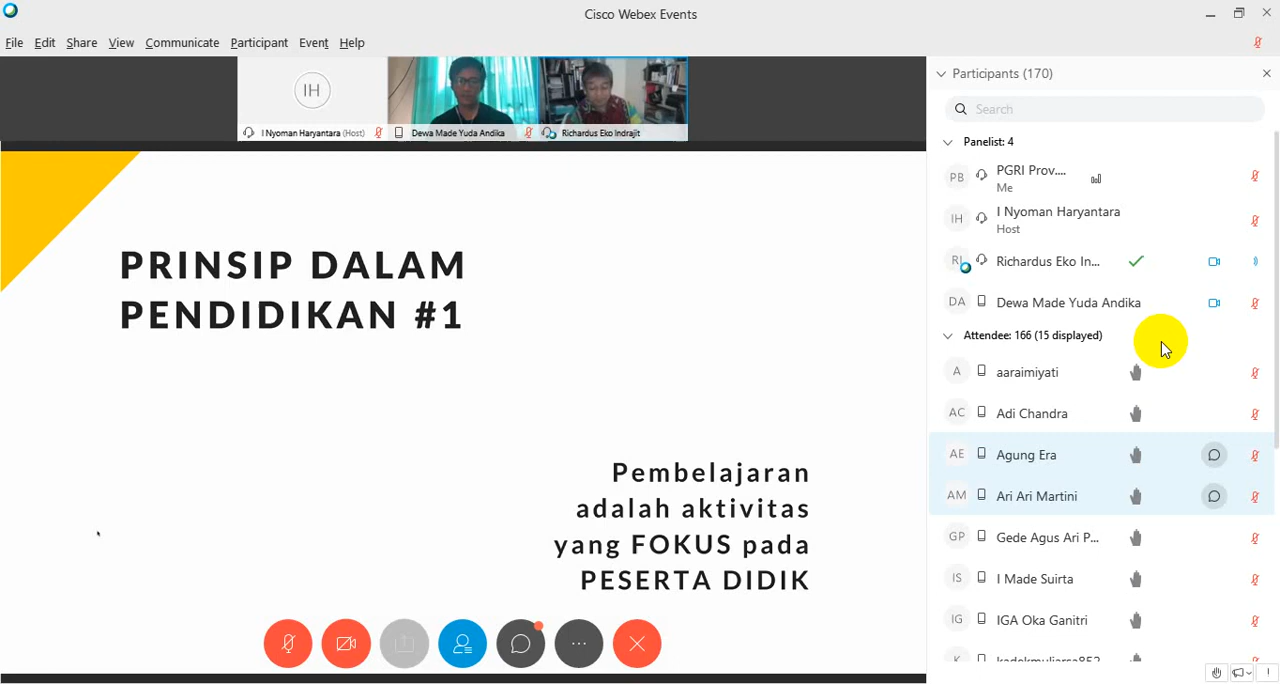 Cisco Webex Events
File Edit Share View Communicate Participant Event Help
IH
I Nyoman Haryantara (Host)
Dewa Made Yuda Andika
Richardus Eko Indrajit
PRINSIP DALAM
PENDIDIKAN #1
Pembelajaran
adalah aktivitas
yang FOKUS pada
PESERTA DIDIK
Participants (170)
Search
Panelist: 4
PB PGRI Prov....
Me
IH I Nyoman Haryantara
Host
RI Richardus Eko In...
DA Dewa Made Yuda Andika
Attendee: 166 (15 displayed)
A aaraimiyati
AC Adi Chandra
AE Agung Era
AM Ari Ari Martini
GP Gede Agus Ari P...
IS I Made Suirta
IG IGA Oka Ganitri
K kadekmuliarsa852